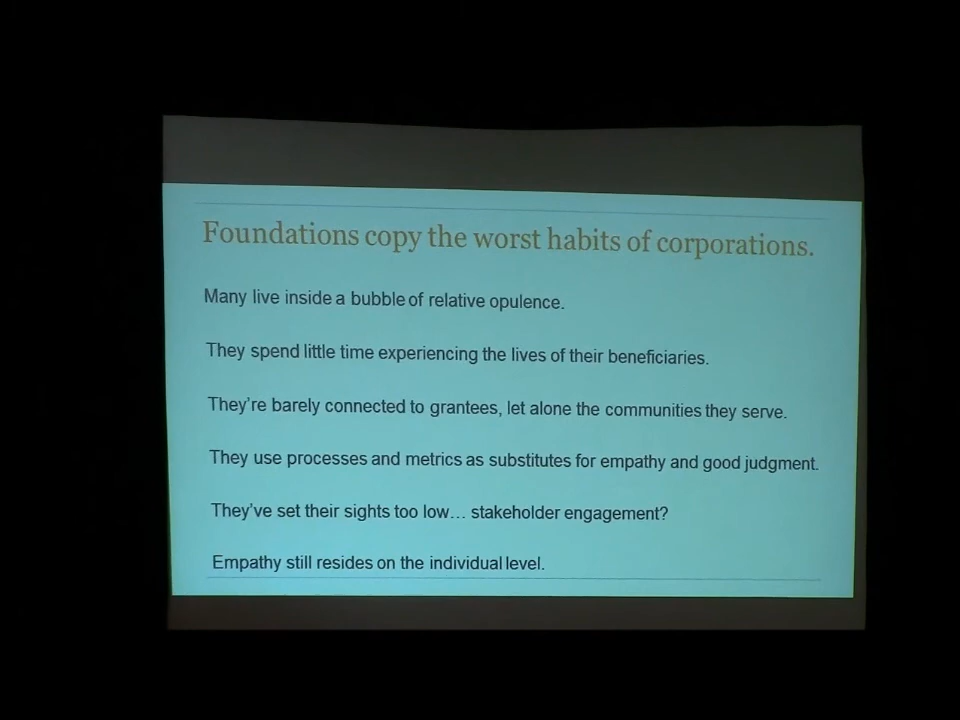 Foundations copy the worst habits of corporations.
Many live inside a bubble of relative opulence.
They spend little time experiencing the lives of their beneficiaries.
They're barely connected to grantees, let alone the communities they serve.
They use processes and metrics as substitutes for empathy and good judgment.
They've set their sights too low… stakeholder engagement?
Empathy still resides on the individual level.